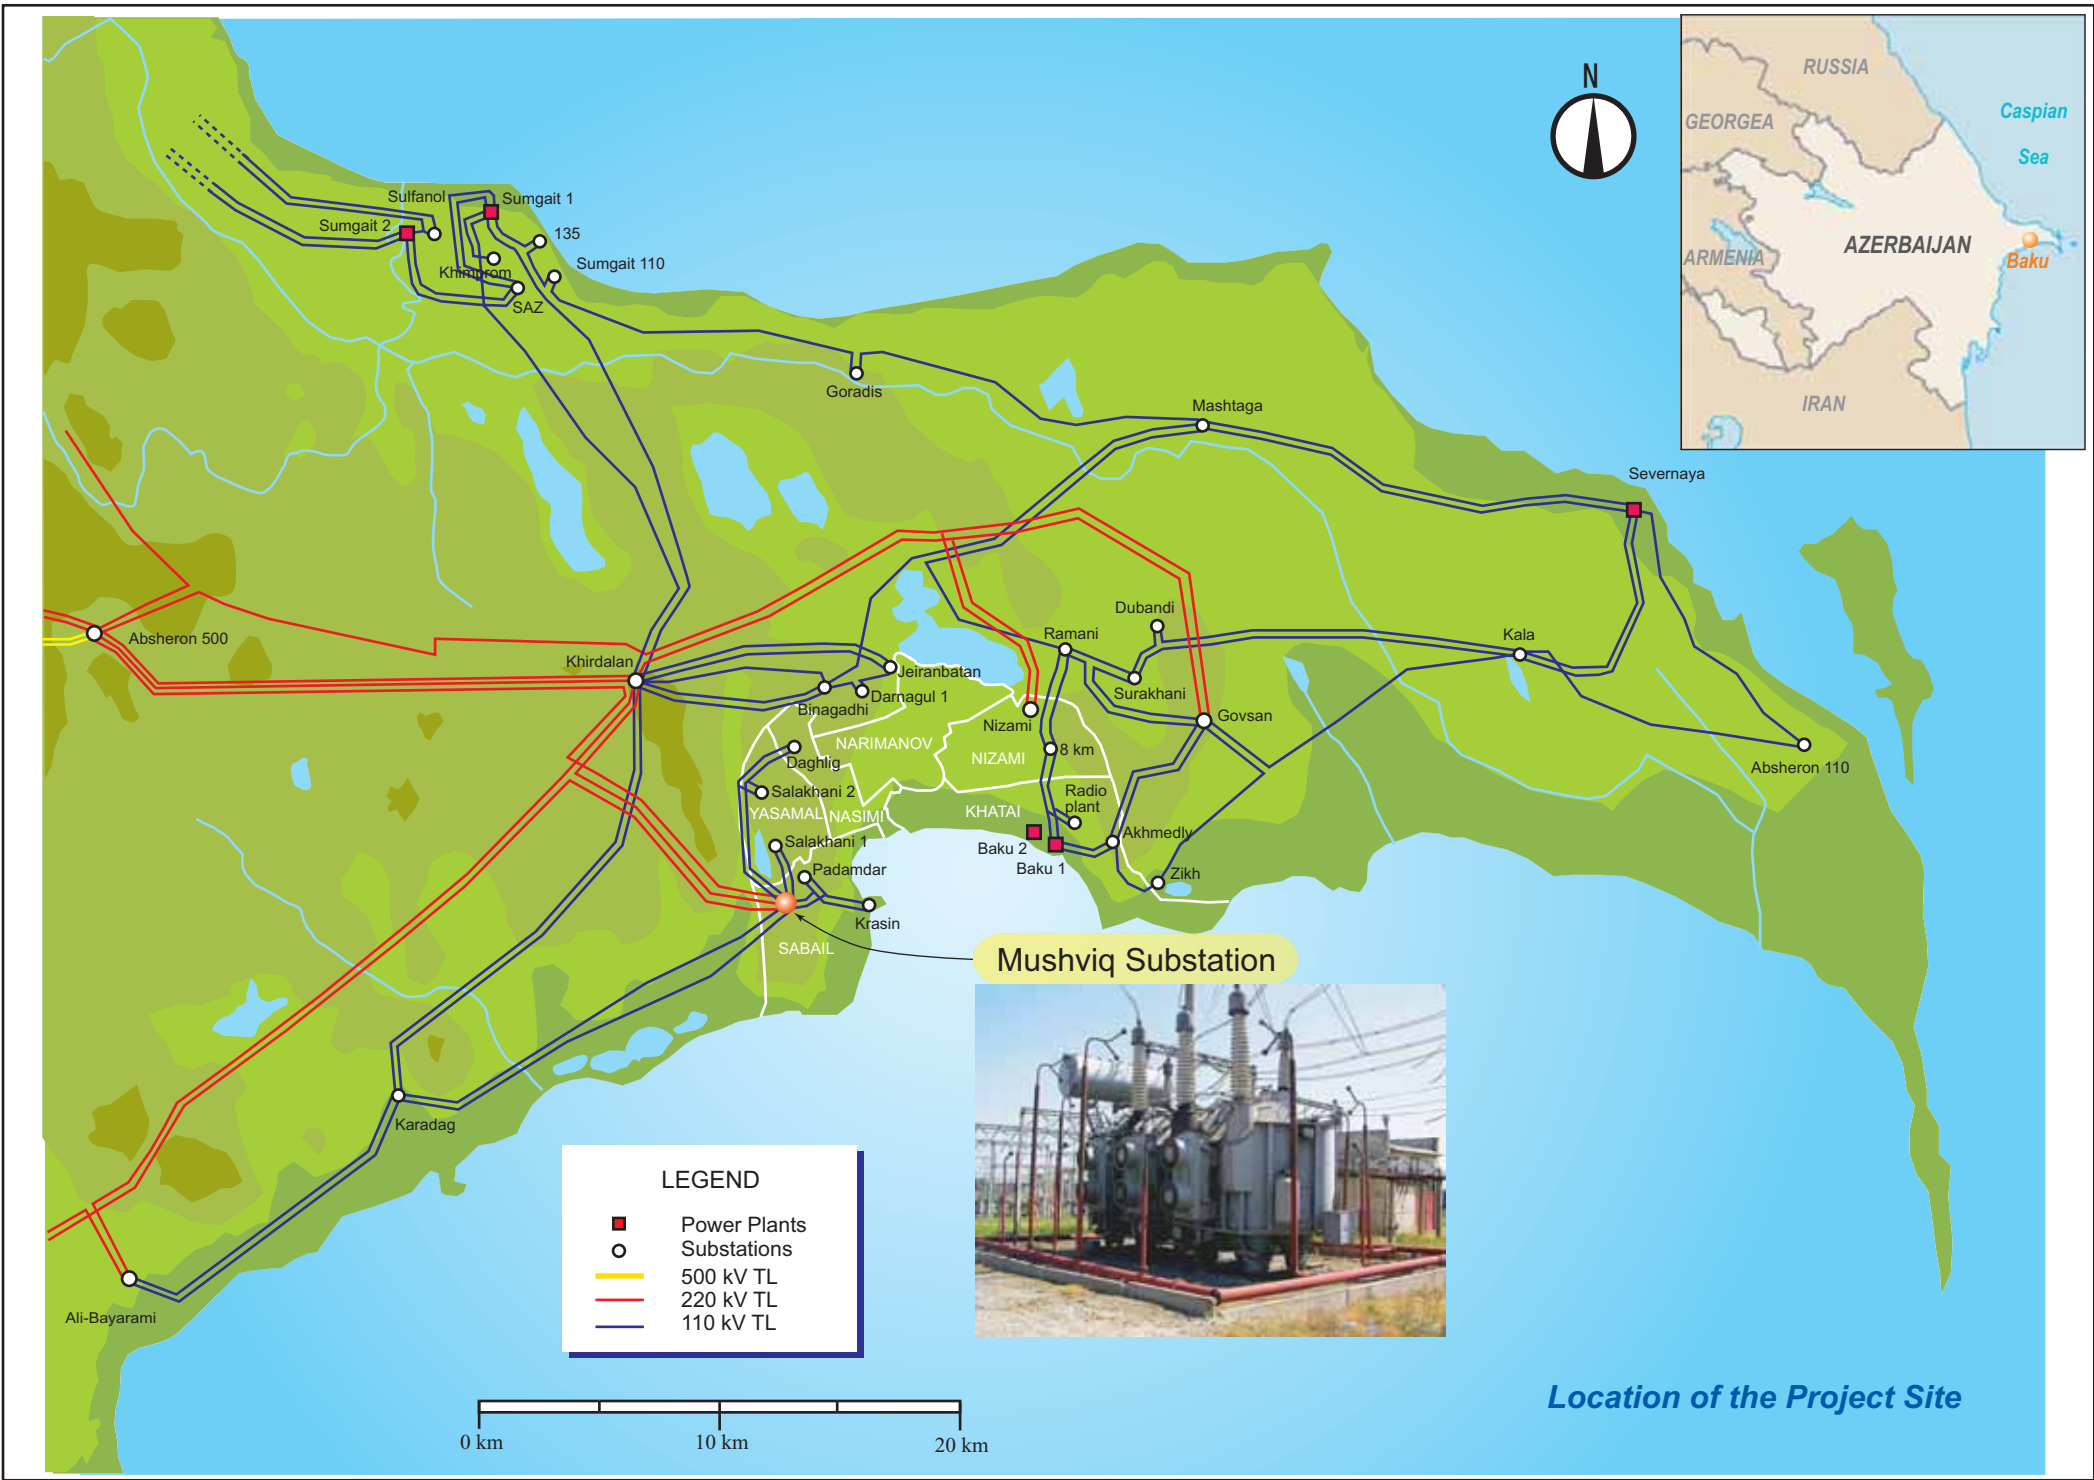 N
RUSSIA
GEORGEA
Caspian
Sea
ARMENIA
AZERBAIJAN
Baku
IRAN
Sulfanol
Sumgait 1
Sumgait 2
135
Khimprom
Sumgait 110
SAZ
Goradis
Mashtaga
Severnaya
Absheron 500
Khirdalan
Dubandi
Ramani
Kala
Jeiranbatan
Surakhani
Darnagul 1
Binagadhi
Nizami
Govsan
NARIMANOV
8 km
NIZAMI
Daghlig
Absheron 110
Salakhani 2
Radio
plant
YASAMAL
NASIMI
KHATAI
Salakhani 1
Akhmedly
Baku 2
Baku 1
Padamdar
Zikh
Krasin
SABAIL
Mushviq Substation
Karadag
Ali-Bayarami
LEGEND
Power Plants
Substations
500 kV TL
220 kV TL
110 kV TL
0 km
10 km
20 km
Location of the Project Site